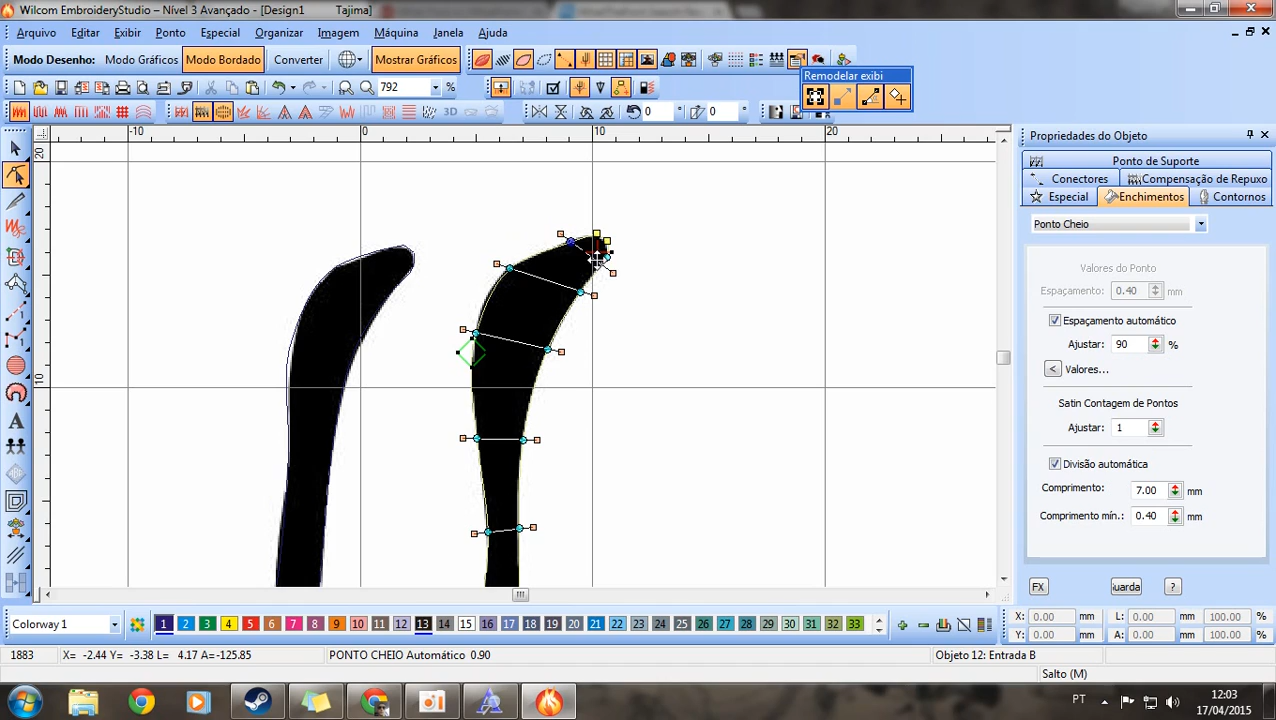 Wilcom EmbroideryStudio – Nível 3 Avançado - [Design1 Tajima]
Arquivo Editar Exibir Ponto Especial Organizar Imagem Máquina Janela Ajuda
Modo Desenho: Modo Gráficos Modo Bordado Converter Mostrar Gráficos
Remodelar exibi
792
3D 0 ° 0 °
-10 0 10 20
20
10
Propriedades do Objeto
Ponto de Suporte
Conectores Compensação de Repuxo
Especial Enchimentos Contornos
Ponto Cheio
Valores do Ponto
Espaçamento: 0.40 mm
Espaçamento automático
Ajustar: 90 %
< Valores...
Satin Contagem de Pontos
Ajustar: 1
Divisão automática
Comprimento: 7.00 mm
Comprimento mín.: 0.40 mm
FX Guarda ?
Colorway 1 1 2 3 4 5 6 7 8 9 10 11 12 13 14 15 16 17 18 19 20 21 22 23 24 25 26 27 28 29 30 31 32 33
X: 0.00 mm L: 0.00 mm 100.00 %
Y: 0.00 mm A: 0.00 mm 100.00 %
1883 X= -2.44 Y= -3.38 L= 4.17 A=-125.85 PONTO CHEIO Automático 0.90 Objeto 12: Entrada B
Salto (M)
PT 12:03
17/04/2015